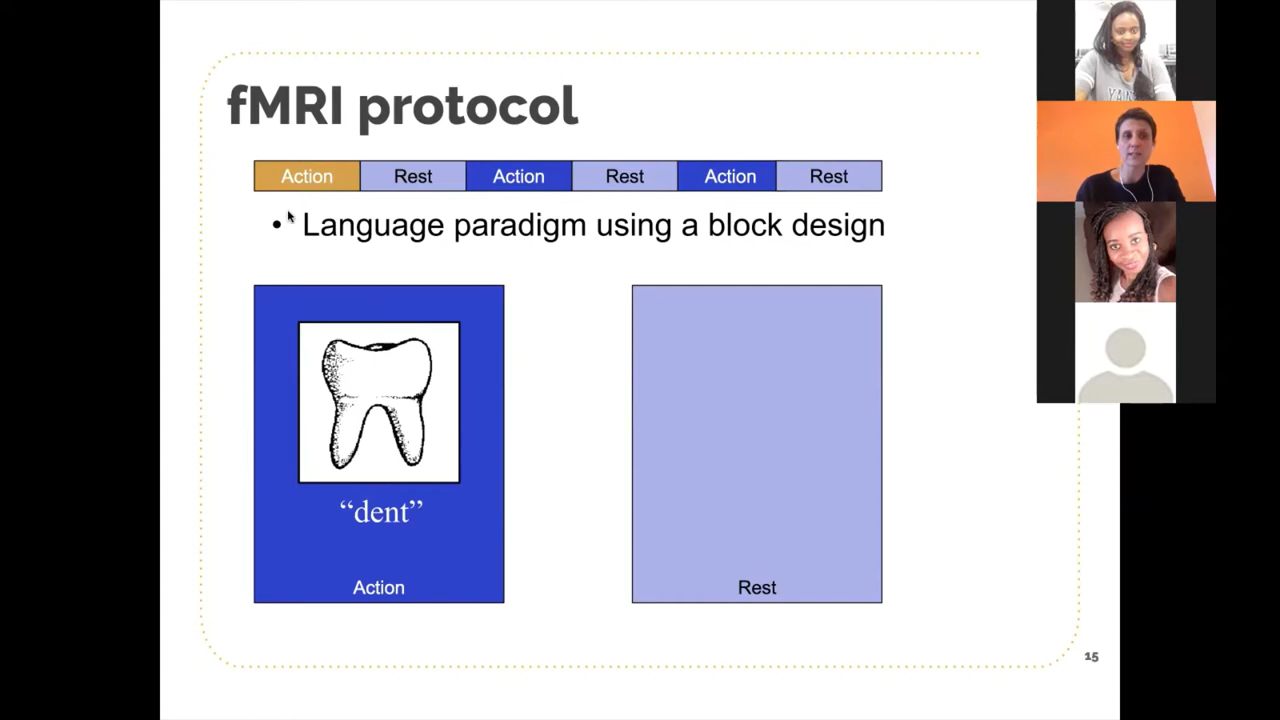 fMRI protocol
Action Rest Action Rest Action Rest
• Language paradigm using a block design
“dent”
Action
Rest
15